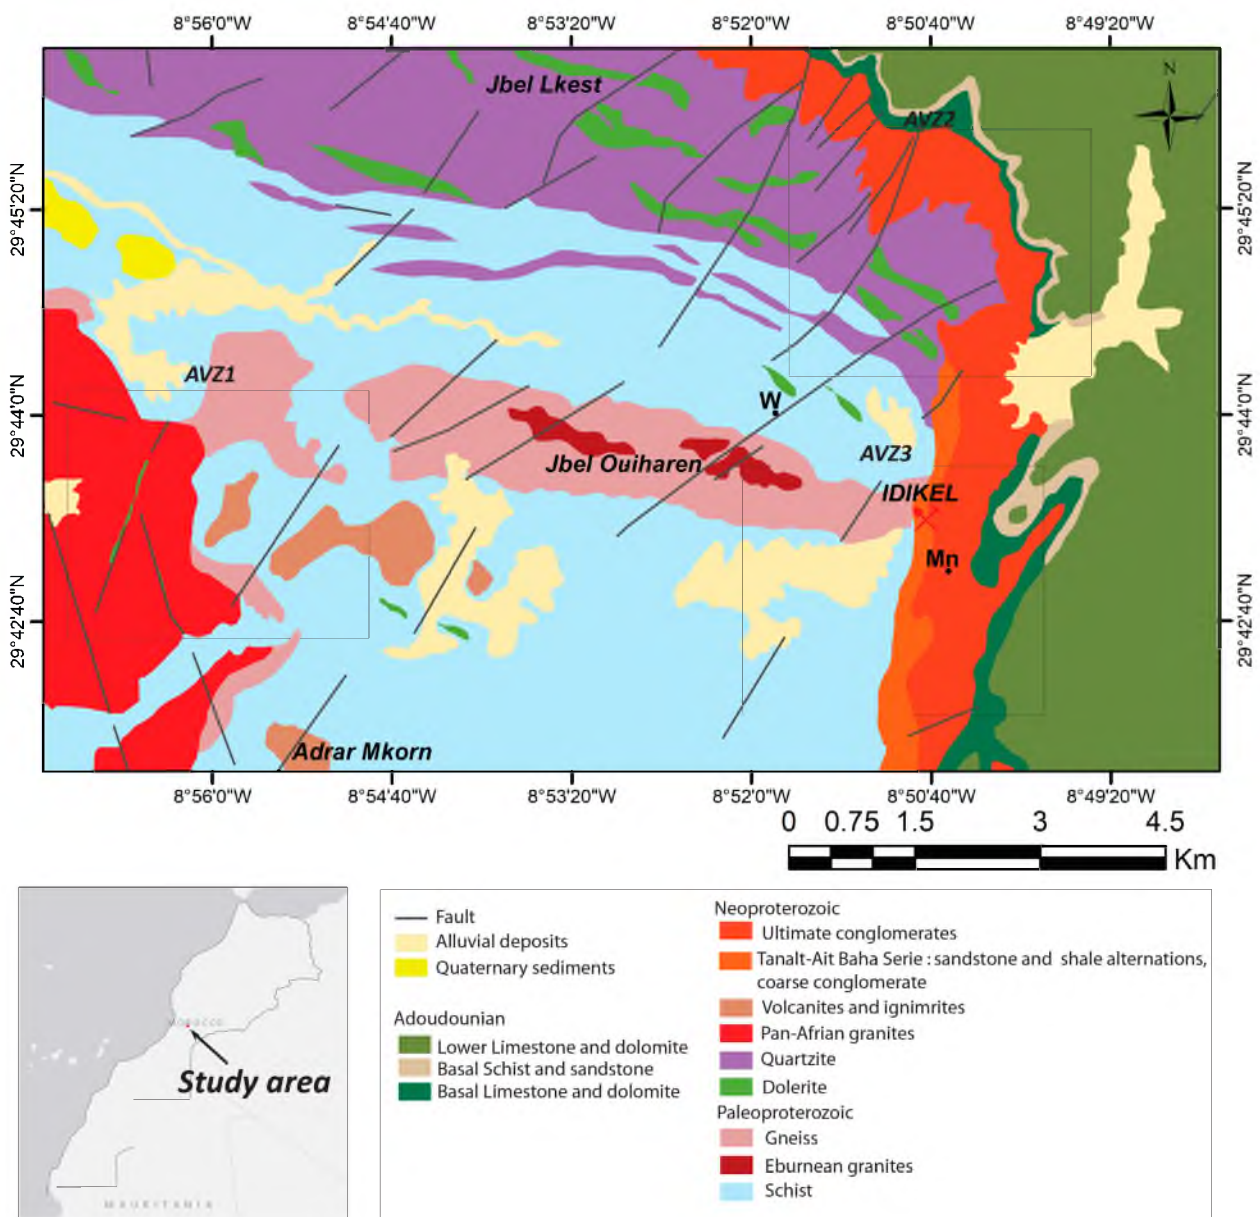 8°56'0"W 8°54'40"W 8°53'20"W 8°52'0"W 8°50'40"W 8°49'20"W
N
Jbel Lkest
AVZ2
29°45'20"N 29°45'20"N
AVZ1
29°44'0"N 29°44'0"N
W
AVZ3
Jbel Ouiharen
IDIKEL
Mn
29°42'40"N 29°42'40"N
Adrar Mkorn
8°56'0"W 8°54'40"W 8°53'20"W 8°52'0"W 8°50'40"W 8°49'20"W
0 0.75 1.5 3 4.5
Km
MOROCCO
Study area
MAURITANIA
Fault
Alluvial deposits
Quaternary sediments
Adoudounian
Lower Limestone and dolomite
Basal Schist and sandstone
Basal Limestone and dolomite
Neoproterozoic
Ultimate conglomerates
Tanalt-Ait Baha Serie : sandstone and shale alternations,
coarse conglomerate
Volcanites and ignimrites
Pan-Afrian granites
Quartzite
Dolerite
Paleoproterozoic
Gneiss
Eburnean granites
Schist